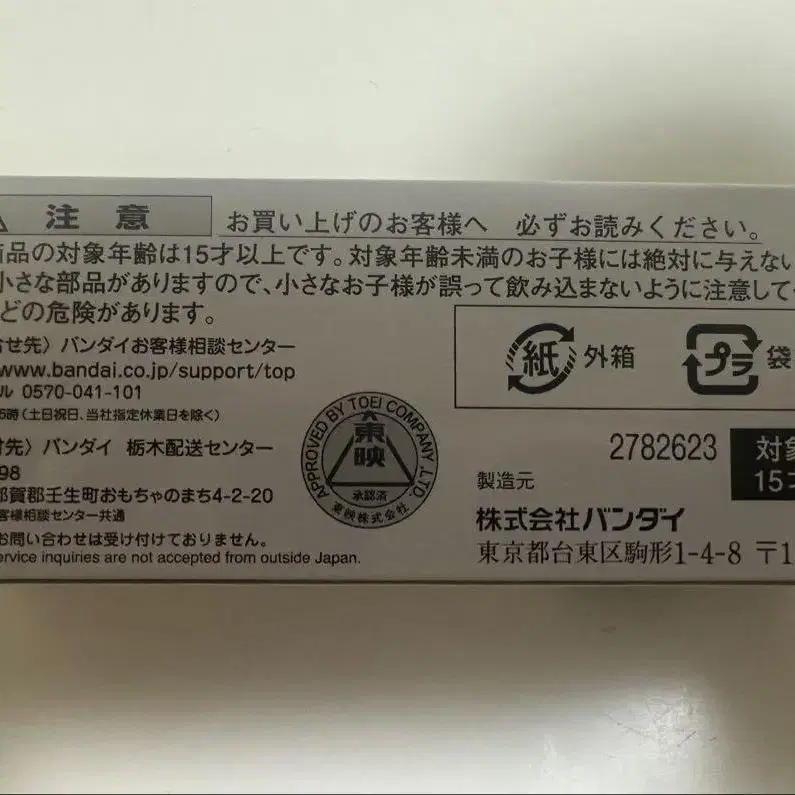 注意
お買い上げのお客様へ 必ずお読みください。
商品の対象年齢は15才以上です。対象年齢未満のお子様には絶対に与えない
小さな部品がありますので、小さなお子様が誤って飲み込まないように注意して
どの危険があります。
合せ先〉バンダイお客様相談センター
www.bandai.co.jp/support/top
ル 0570-041-101
6時(土日祝日、当社指定休業日を除く)
付先〉バンダイ 栃木配送センター
98
都賀郡壬生町おもちゃのまち4-2-20
客様相談センター共通
お問い合わせは受け付けておりません。
ervice inquiries are not accepted from outside Japan.
APPROVED BY TOEI COMPANY, LTD.
東映
承認済
東映株式会社
紙 外箱
プラ 袋
2782623
対象
15才
製造元
株式会社バンダイ
東京都台東区駒形1-4-8 〒1